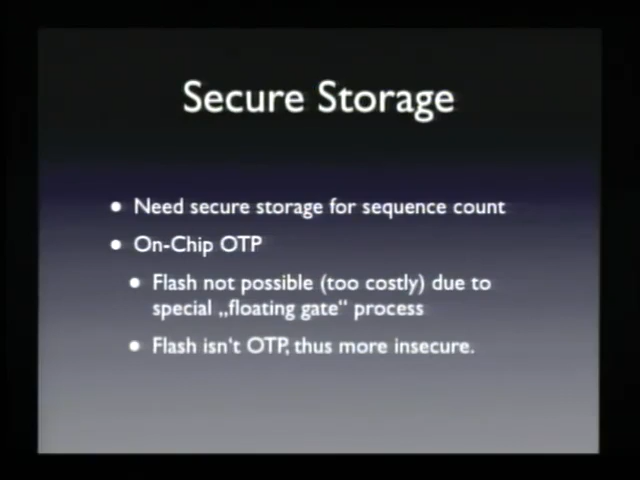 Secure Storage
• Need secure storage for sequence count
• On-Chip OTP
• Flash not possible (too costly) due to
special „floating gate“ process
• Flash isn't OTP, thus more insecure.